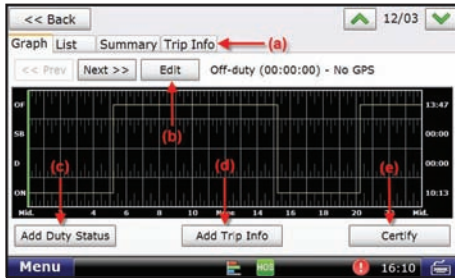 << Back 12/03
Graph List Summary Trip Info (a)
<< Prev Next >> Edit Off-duty (00:00:00) - No GPS
(b)
OF 13:47
SB 00:00
(c) (d) (e)
D 00:00
ON 10:13
Mid. 4 6 8 10 14 16 18 20 Mid.
Add Duty Status Add Trip Info Certify
Menu HOS 16:10